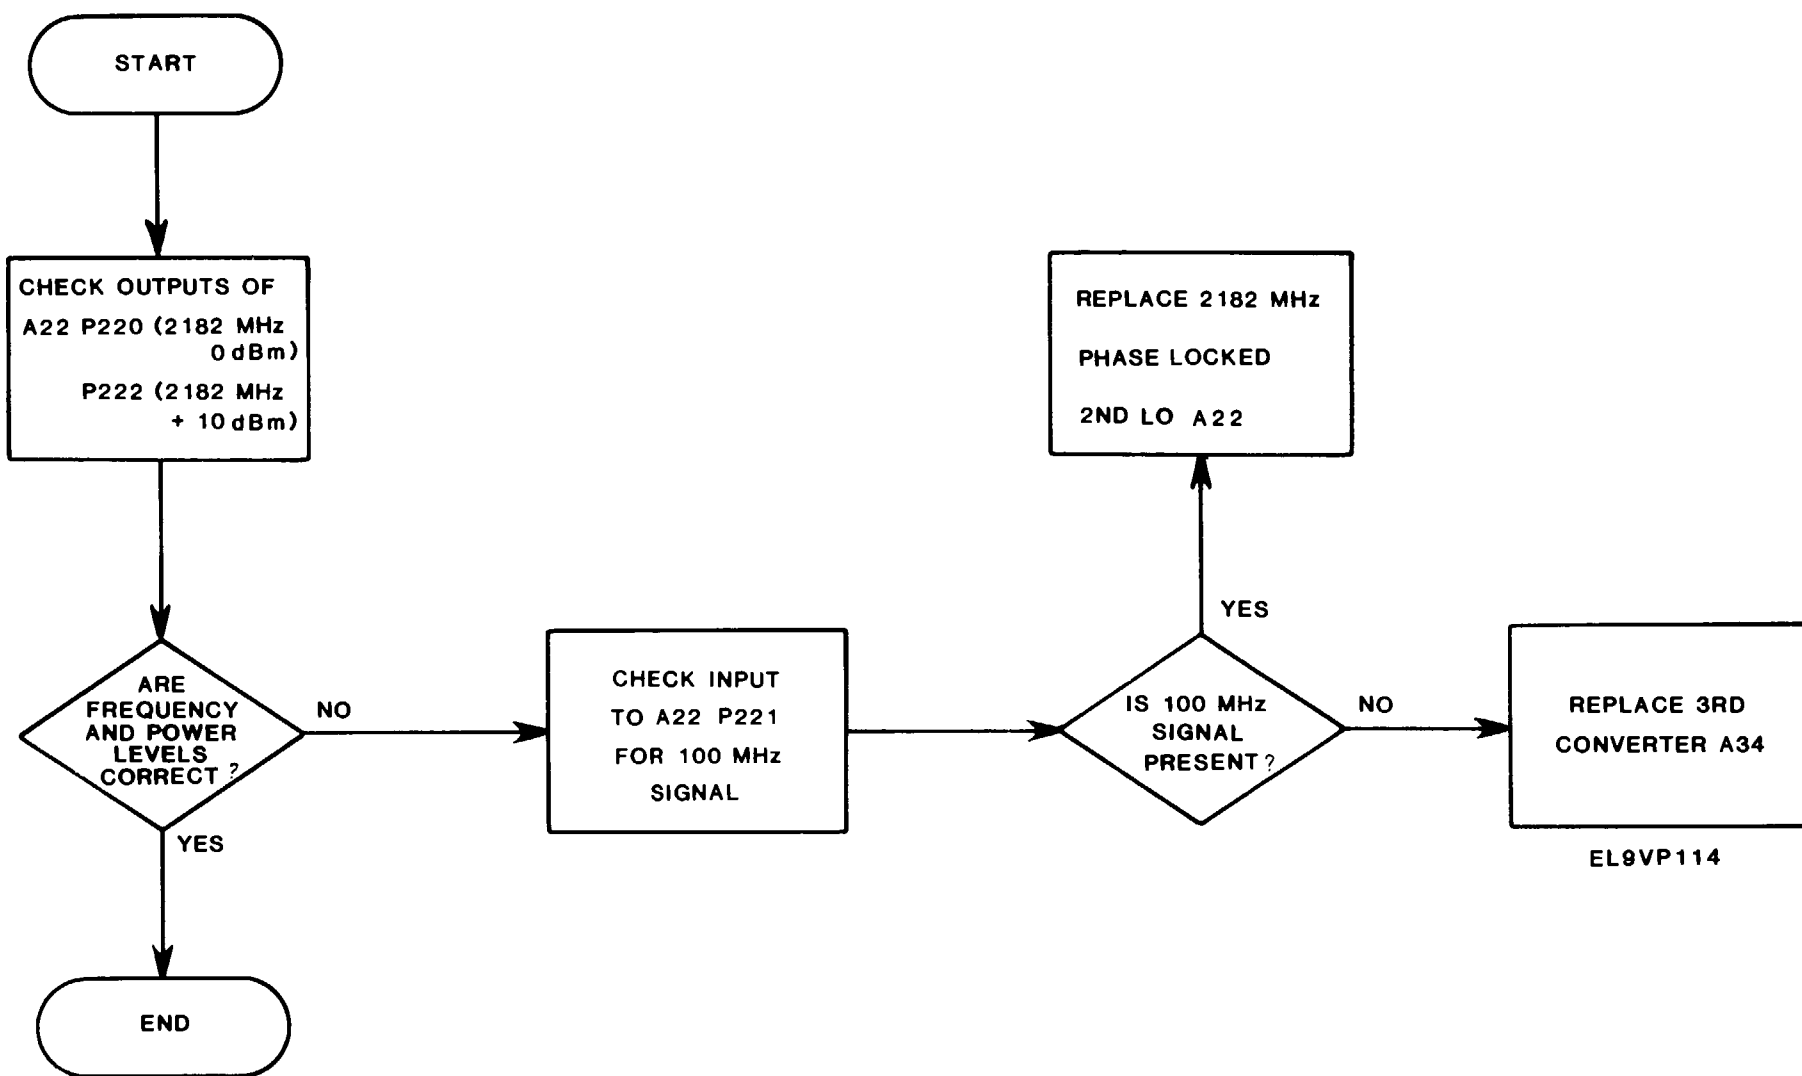 START
CHECK OUTPUTS OF
A22 P220 (2182 MHz
0 dBm)
P222 (2182 MHz
+ 10 dBm)
ARE
FREQUENCY
AND POWER
LEVELS
CORRECT ?
NO
YES
END
CHECK INPUT
TO A22 P221
FOR 100 MHz
SIGNAL
IS 100 MHz
SIGNAL
PRESENT ?
YES
REPLACE 2182 MHz
PHASE LOCKED
2ND LO A22
NO
REPLACE 3RD
CONVERTER A34
EL9VP114